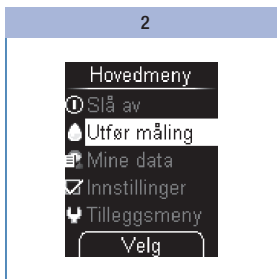 2
Hovedmeny
Slå av
Utfør måling
Mine data
Innstillinger
Tilleggsmeny
Velg